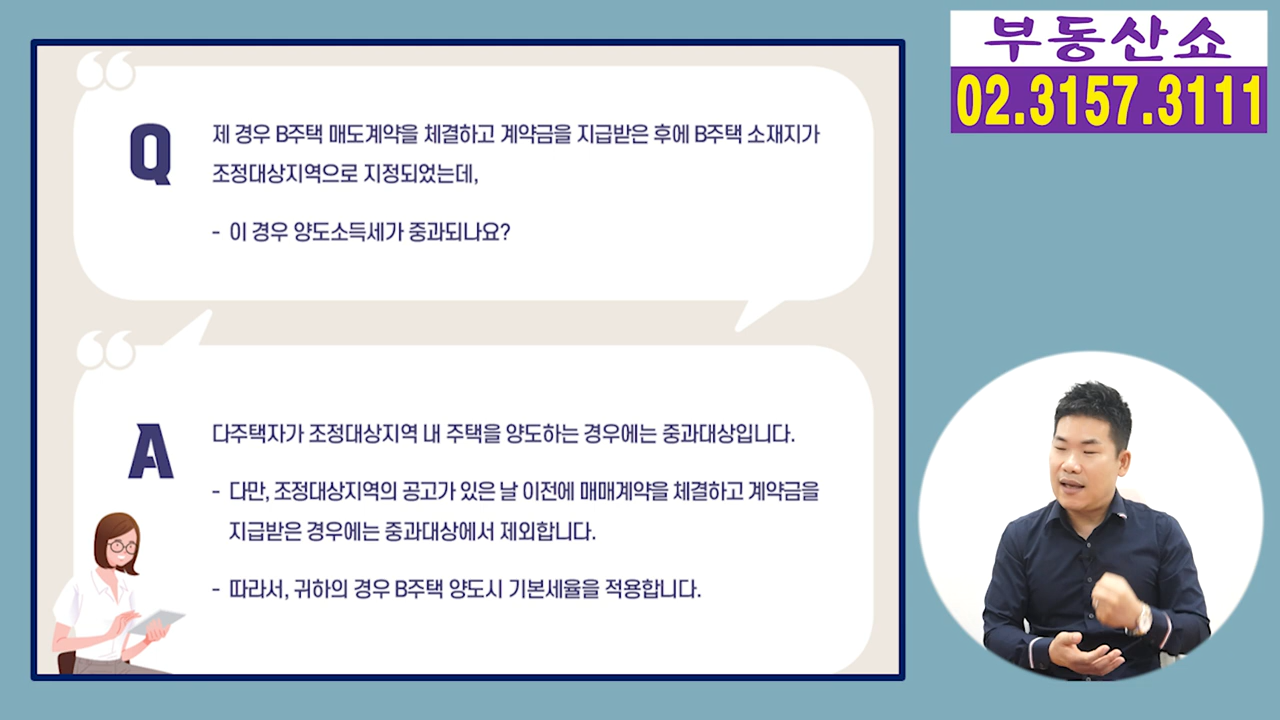 부동산쇼
02.3157.3111
Q
제 경우 B주택 매도계약을 체결하고 계약금을 지급받은 후에 B주택 소재지가
조정대상지역으로 지정되었는데,
- 이 경우 양도소득세가 중과되나요?
A
다주택자가 조정대상지역 내 주택을 양도하는 경우에는 중과대상입니다.
- 다만, 조정대상지역의 공고가 있은 날 이전에 매매계약을 체결하고 계약금을
지급받은 경우에는 중과대상에서 제외합니다.
- 따라서, 귀하의 경우 B주택 양도시 기본세율을 적용합니다.